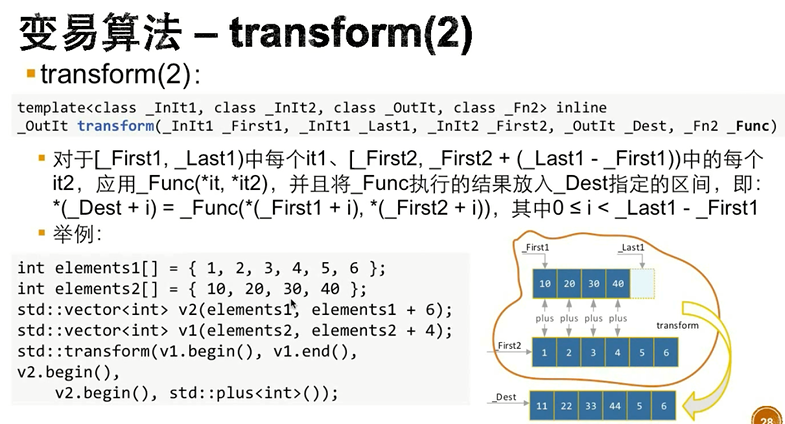 变易算法 – transform(2)
transform(2)：
template<class _InIt1, class _InIt2, class _OutIt, class _Fn2> inline
_OutIt transform(_InIt1 _First1, _InIt1 _Last1, _InIt2 _First2, _OutIt _Dest, _Fn2 _Func)
对于[_First1, _Last1)中每个it1、[_First2, _First2 + (_Last1 - _First1))中的每个
it2，应用_Func(*it, *it2)，并且将_Func执行的结果放入_Dest指定的区间，即：
*(_Dest + i) = _Func(*(_First1 + i), *(_First2 + i))，其中0 ≤ i < _Last1 - _First1
举例：
int elements1[] = { 1, 2, 3, 4, 5, 6 };
int elements2[] = { 10, 20, 30, 40 };
std::vector<int> v2(elements1, elements1 + 6);
std::vector<int> v1(elements2, elements2 + 4);
std::transform(v1.begin(), v1.end(),
v2.begin(),
v2.begin(), std::plus<int>());
_First1 _Last1
10 20 30 40
plus plus plus plus
transform
_First2
1 2 3 4 5 6
_Dest
11 22 33 44 5 6
28